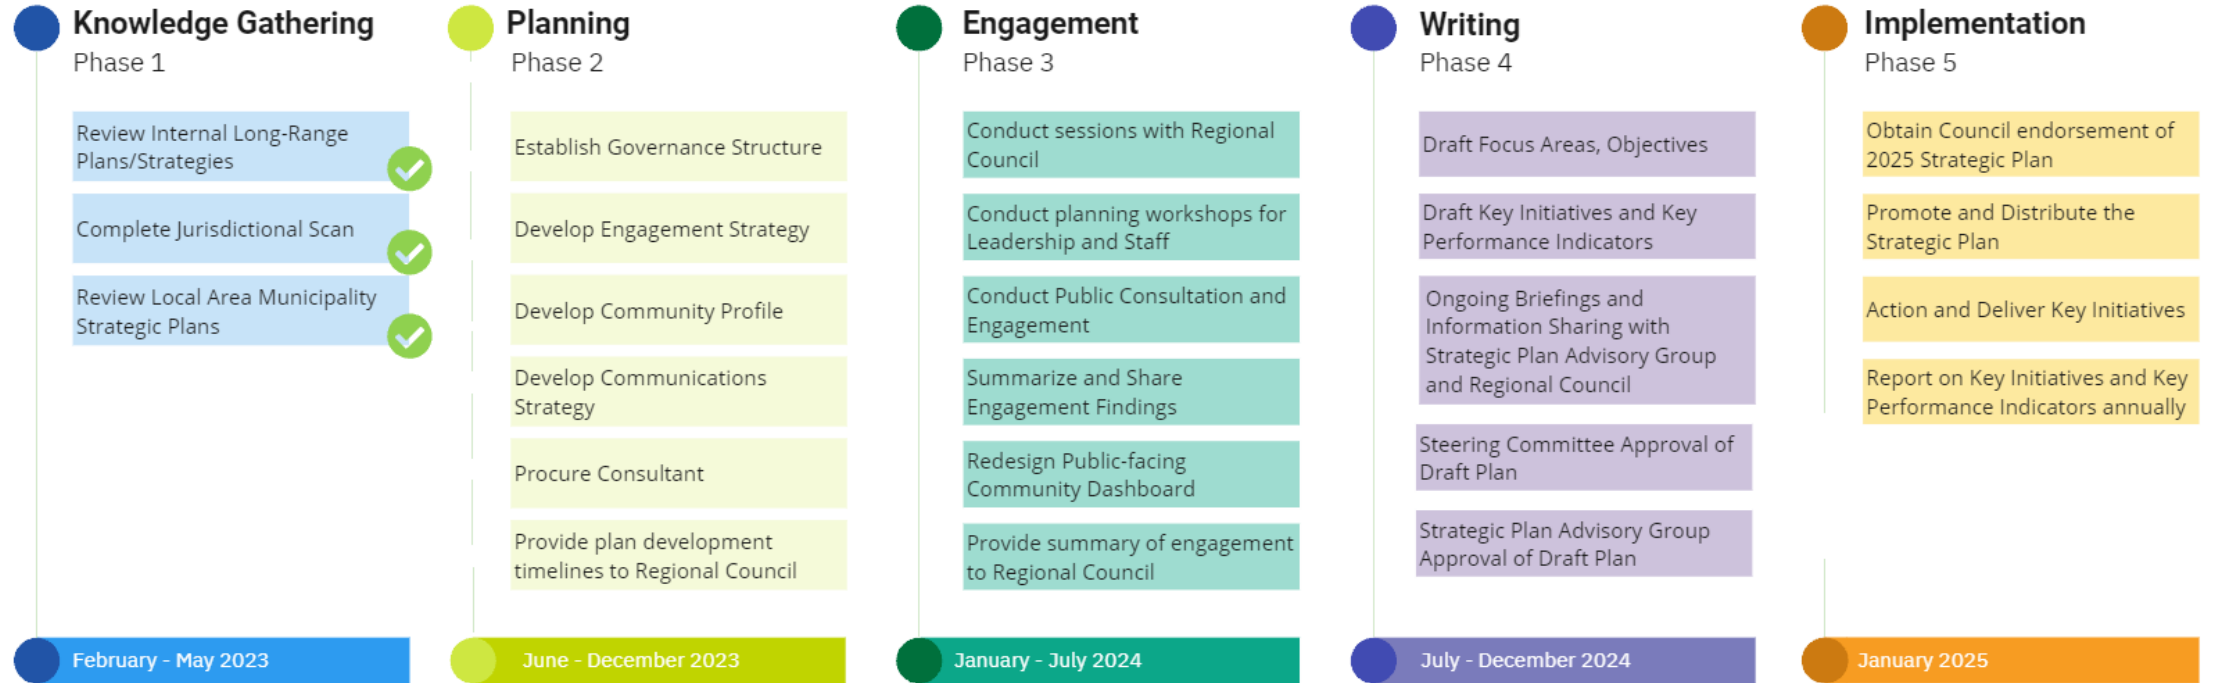 Knowledge Gathering
Phase 1
Review Internal Long-Range
Plans/Strategies
Complete Jurisdictional Scan
Review Local Area Municipality
Strategic Plans
February - May 2023
Planning
Phase 2
Establish Governance Structure
Develop Engagement Strategy
Develop Community Profile
Develop Communications
Strategy
Procure Consultant
Provide plan development
timelines to Regional Council
June - December 2023
Engagement
Phase 3
Conduct sessions with Regional
Council
Conduct planning workshops for
Leadership and Staff
Conduct Public Consultation and
Engagement
Summarize and Share
Engagement Findings
Redesign Public-facing
Community Dashboard
Provide summary of engagement
to Regional Council
January - July 2024
Writing
Phase 4
Draft Focus Areas, Objectives
Draft Key Initiatives and Key
Performance Indicators
Ongoing Briefings and
Information Sharing with
Strategic Plan Advisory Group
and Regional Council
Steering Committee Approval of
Draft Plan
Strategic Plan Advisory Group
Approval of Draft Plan
July - December 2024
Implementation
Phase 5
Obtain Council endorsement of
2025 Strategic Plan
Promote and Distribute the
Strategic Plan
Action and Deliver Key Initiatives
Report on Key Initiatives and Key
Performance Indicators annually
January 2025